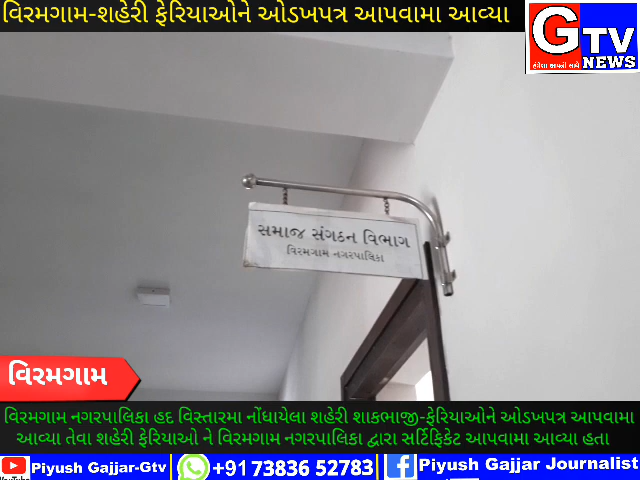 વિરમગામ-શહેરી ફેરિયાઓને ઓડખપત્ર આપવામા આવ્યા
GTV
NEWS
હંમેશા આપની સાથે
સમાજ સંગઠન વિભાગ
વિરમગામ નગરપાલિકા
વિરમગામ
વિરમગામ નગરપાલિકા હદ વિસ્તારમા નોંધાયેલા શહેરી શાકભાજી-ફેરિયાઓને ઓડખપત્ર આપવામા
આવ્યા તેવા શહેરી ફેરિયાઓ ને વિરમગામ નગરપાલિકા દ્વારા સર્ટિફિકેટ આપવામા આવ્યા હતા
Piyush Gajjar-Gtv +91 73836 52783 Piyush Gajjar Journalist
YouTube